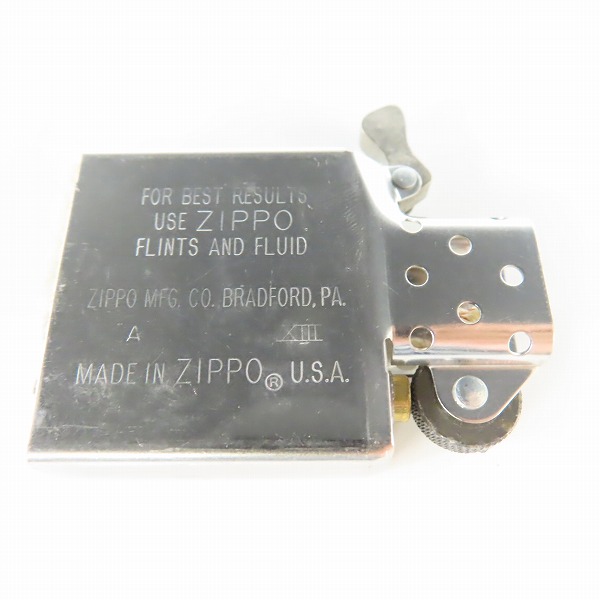 FOR BEST RESULTS
USE ZIPPO
FLINTS AND FLUID
ZIPPO MFG. CO. BRADFORD, PA.
A XIII
MADE IN ZIPPO® U.S.A.